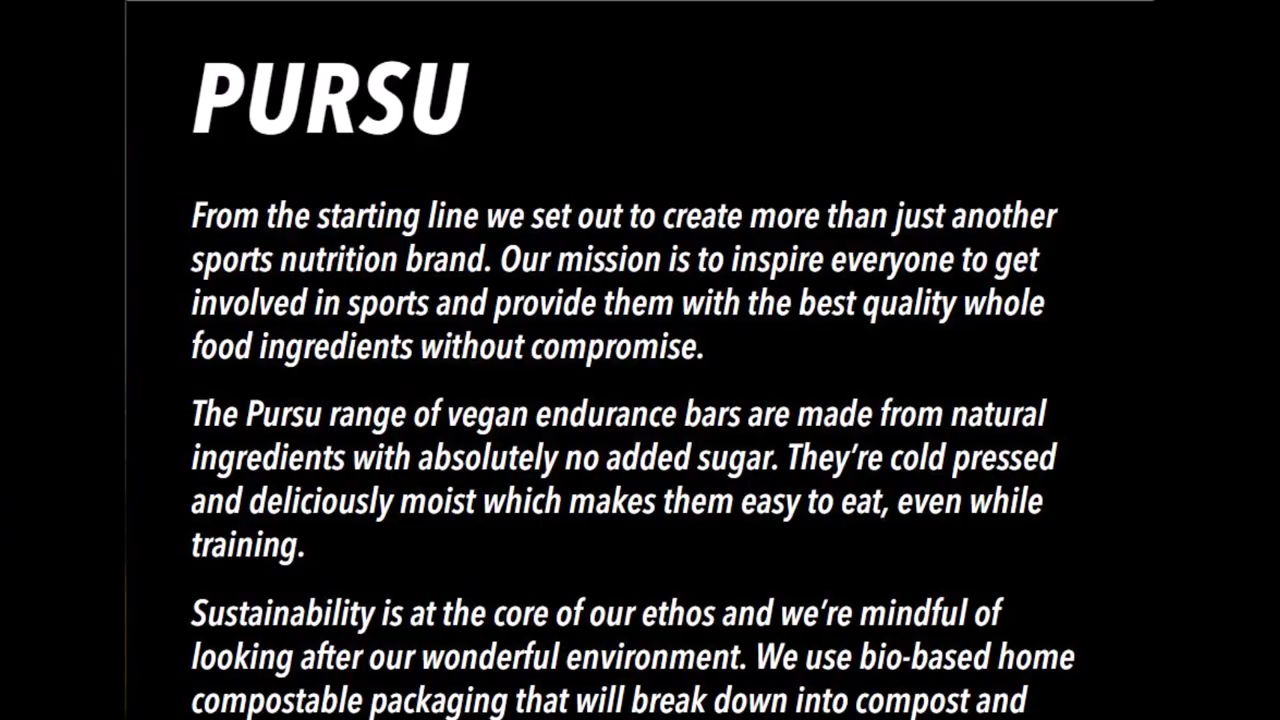 PURSU
From the starting line we set out to create more than just another
sports nutrition brand. Our mission is to inspire everyone to get
involved in sports and provide them with the best quality whole
food ingredients without compromise.
The Pursu range of vegan endurance bars are made from natural
ingredients with absolutely no added sugar. They’re cold pressed
and deliciously moist which makes them easy to eat, even while
training.
Sustainability is at the core of our ethos and we’re mindful of
looking after our wonderful environment. We use bio-based home
compostable packaging that will break down into compost and